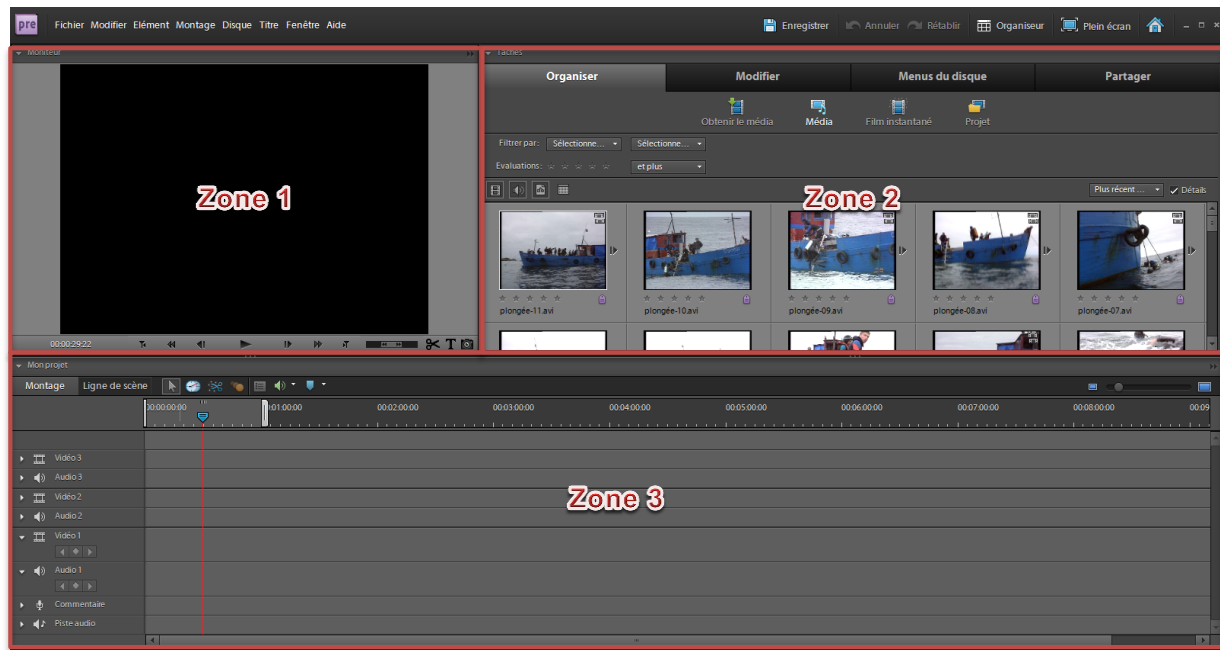 pre Fichier Modifier Elément Montage Disque Titre Fenêtre Aide Enregistrer Annuler Rétablir Organiseur Plein écran
Moniteur
Zone 1
00:00:29:22
Tâches
Organiser Modifier Menus du disque Partager
Obtenir le média Média Film instantané Projet
Filtrer par: Sélectionne... Sélectionne...
Evaluations: et plus
Plus récent ... Détails
Zone 2
plongée-11.avi plongée-10.avi plongée-09.avi plongée-08.avi plongée-07.avi
Mon projet
Montage Ligne de scène
00:00:00:00 00:01:00:00 00:02:00:00 00:03:00:00 00:04:00:00 00:05:00:00 00:06:00:00 00:07:00:00 00:08:00:00 00:09
Vidéo 3
Audio 3
Vidéo 2
Zone 3
Audio 2
Vidéo 1
Audio 1
Commentaire
Piste audio